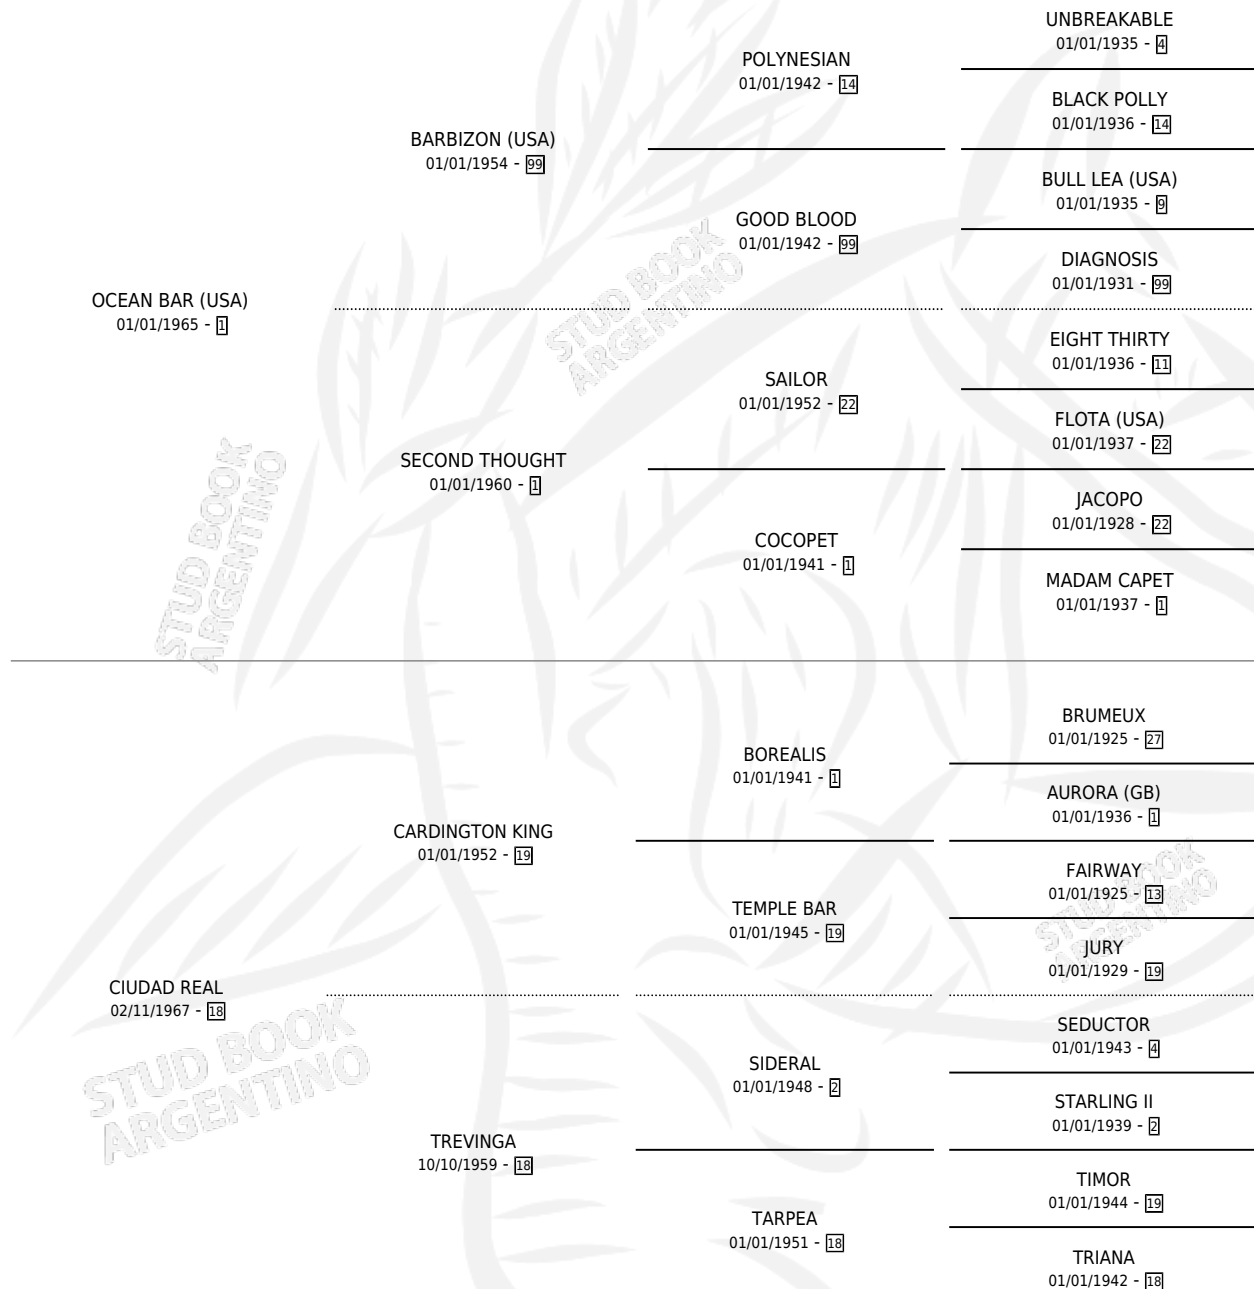 UNBREAKABLE
01/01/1935 - 4
POLYNESIAN
01/01/1942 - 14
BLACK POLLY
01/01/1936 - 14
BARBIZON (USA)
01/01/1954 - 99
BULL LEA (USA)
01/01/1935 - 9
GOOD BLOOD
01/01/1942 - 99
DIAGNOSIS
01/01/1931 - 99
OCEAN BAR (USA)
01/01/1965 - 1
STUD BOOK
ARGENTINO
EIGHT THIRTY
01/01/1936 - 11
SAILOR
01/01/1952 - 22
FLOTA (USA)
01/01/1937 - 22
SECOND THOUGHT
01/01/1960 - 1
JACOPO
01/01/1928 - 22
COCOPET
01/01/1941 - 1
MADAM CAPET
01/01/1937 - 1
STUD BOOK
ARGENTINO
BRUMEUX
01/01/1925 - 27
BOREALIS
01/01/1941 - 1
AURORA (GB)
01/01/1936 - 1
CARDINGTON KING
01/01/1952 - 19
FAIRWAY
01/01/1925 - 13
TEMPLE BAR
01/01/1945 - 19
JURY
01/01/1929 - 19
STUD BOOK
ARGENTINO
CIUDAD REAL
02/11/1967 - 18
SEDUCTOR
01/01/1943 - 4
SIDERAL
01/01/1948 - 2
STARLING II
01/01/1939 - 2
STUD BOOK
ARGENTINO
TREVINGA
10/10/1959 - 18
TIMOR
01/01/1944 - 19
TARPEA
01/01/1951 - 18
TRIANA
01/01/1942 - 18